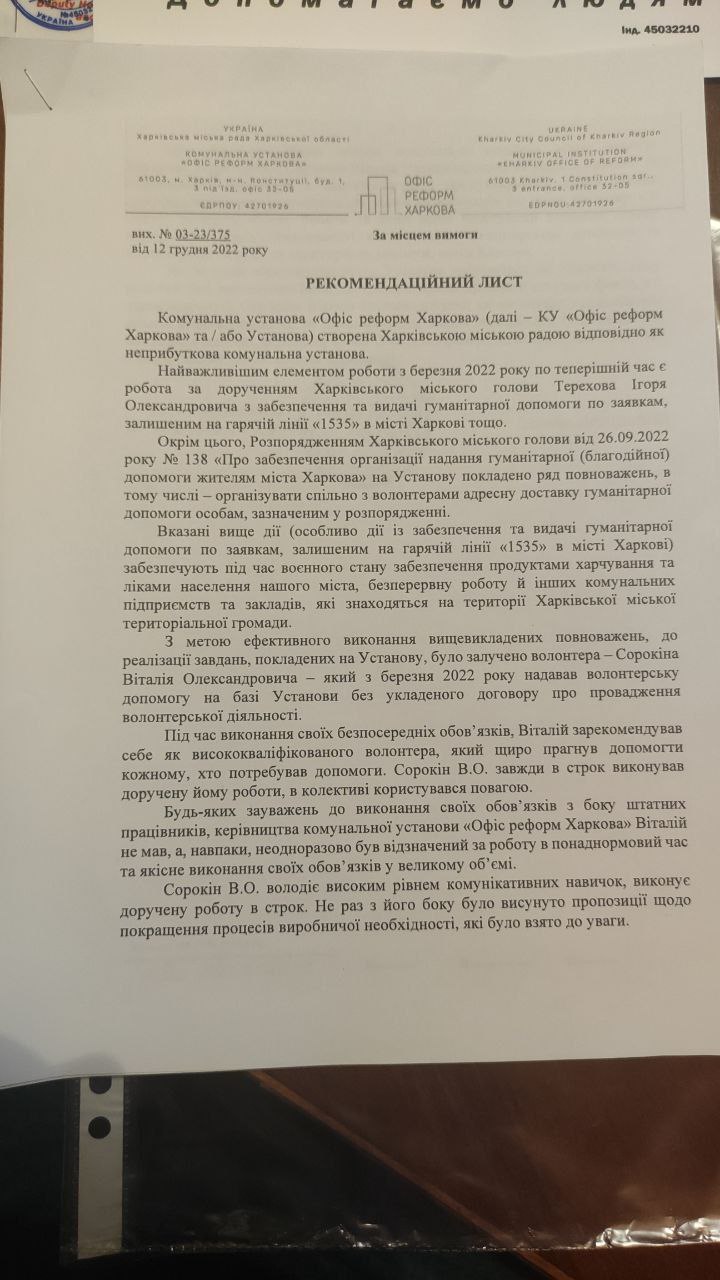 Deputy He
№45032
УКРАЇНА
Д О П О М А Г А Є М О Л Ю Д Я М
Інд. 45032210
УКРАЇНА
Харківська міська рада Харківської області
КОМУНАЛЬНА УСТАНОВА
«ОФІС РЕФОРМ ХАРКОВА»
61003, м. Харків, м-н. Конституції, буд. 1,
3 під'їзд, офіс 32-05
ЄДРПОУ: 42701926
ОФІС
РЕФОРМ
ХАРКОВА
UKRAINE
Kharkiv City Council of Kharkiv Region
MUNICIPAL INSTITUTION
«KHARKIV OFFICE OF REFORM»
61003 Kharkiv, 1 Constitution sqr.,
3 entrance, office 32-05
EDPNOU:42701926
вих. № 03-23/375
від 12 грудня 2022 року
За місцем вимоги
РЕКОМЕНДАЦІЙНИЙ ЛИСТ
Комунальна установа «Офіс реформ Харкова» (далі – КУ «Офіс реформ
Харкова» та / або Установа) створена Харківською міською радою відповідно як
неприбуткова комунальна установа.
Найважливішим елементом роботи з березня 2022 року по теперішній час є
робота за дорученням Харківського міського голови Терехова Ігоря
Олександровича з забезпечення та видачі гуманітарної допомоги по заявкам,
залишеним на гарячій лінії «1535» в місті Харкові тощо.
Окрім цього, Розпорядженням Харківського міського голови від 26.09.2022
року № 138 «Про забезпечення організації надання гуманітарної (благодійної)
допомоги жителям міста Харкова» на Установу покладено ряд повноважень, в
тому числі – організувати спільно з волонтерами адресну доставку гуманітарної
допомоги особам, зазначеним у розпорядженні.
Вказані вище дії (особливо дії із забезпечення та видачі гуманітарної
допомоги по заявкам, залишеним на гарячій лінії «1535» в місті Харкові)
забезпечують під час воєнного стану забезпечення продуктами харчування та
ліками населення нашого міста, безперервну роботу й інших комунальних
підприємств та закладів, які знаходяться на території Харківської міської
територіальної громади.
З метою ефективного виконання вищевикладених повноважень, до
реалізації завдань, покладених на Установу, було залучено волонтера – Сорокіна
Віталія Олександровича – який з березня 2022 року надавав волонтерську
допомогу на базі Установи без укладеного договору про провадження
волонтерської діяльності.
Під час виконання своїх безпосередніх обов’язків, Віталій зарекомендував
себе як висококваліфікованого волонтера, який щиро прагнув допомогти
кожному, хто потребував допомоги. Сорокін В.О. завжди в строк виконував
доручену йому роботи, в колективі користувався повагою.
Будь-яких зауважень до виконання своїх обов’язків з боку штатних
працівників, керівництва комунальної установи «Офіс реформ Харкова» Віталій
не мав, а, навпаки, неодноразово був відзначений за роботу в понаднормовий час
та якісне виконання своїх обов’язків у великому об’ємі.
Сорокін В.О. володіє високим рівнем комунікативних навичок, виконує
доручену роботу в строк. Не раз з його боку було висунуто пропозиції щодо
покращення процесів виробничої необхідності, які було взято до уваги.